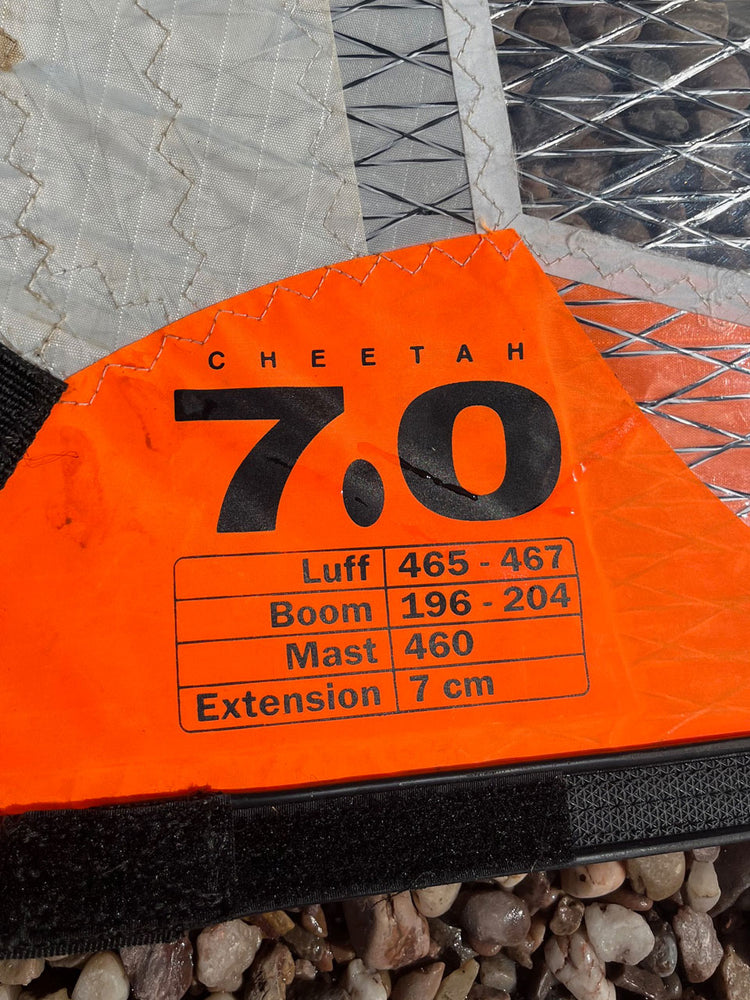 CHEETAH
7.0
Luff 465 - 467
Boom 196 - 204
Mast 460
Extension 7 cm